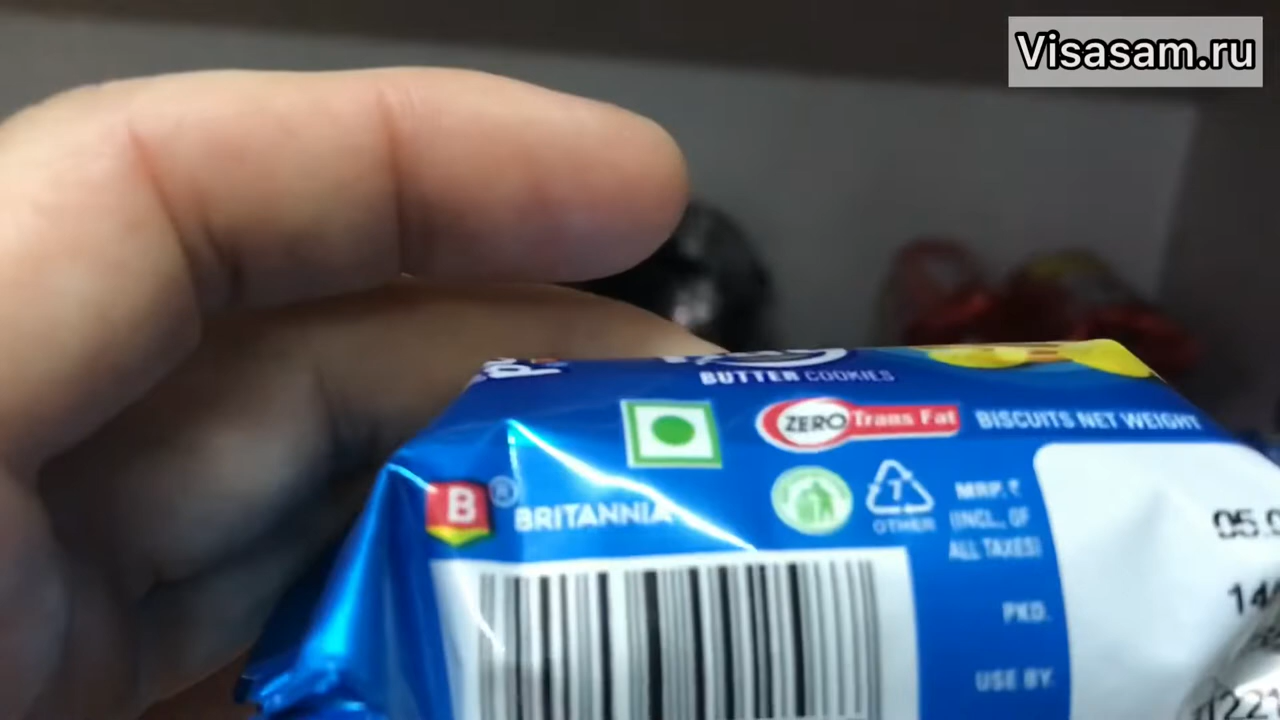 Visasam.ru
BUTTER COOKIES
ZERO Trans Fat
BISCUITS NET WEIGHT
B ® BRITANNIA
7
OTHER
MRP. ₹
(INCL. OF
ALL TAXES)
PKD.
USE BY.